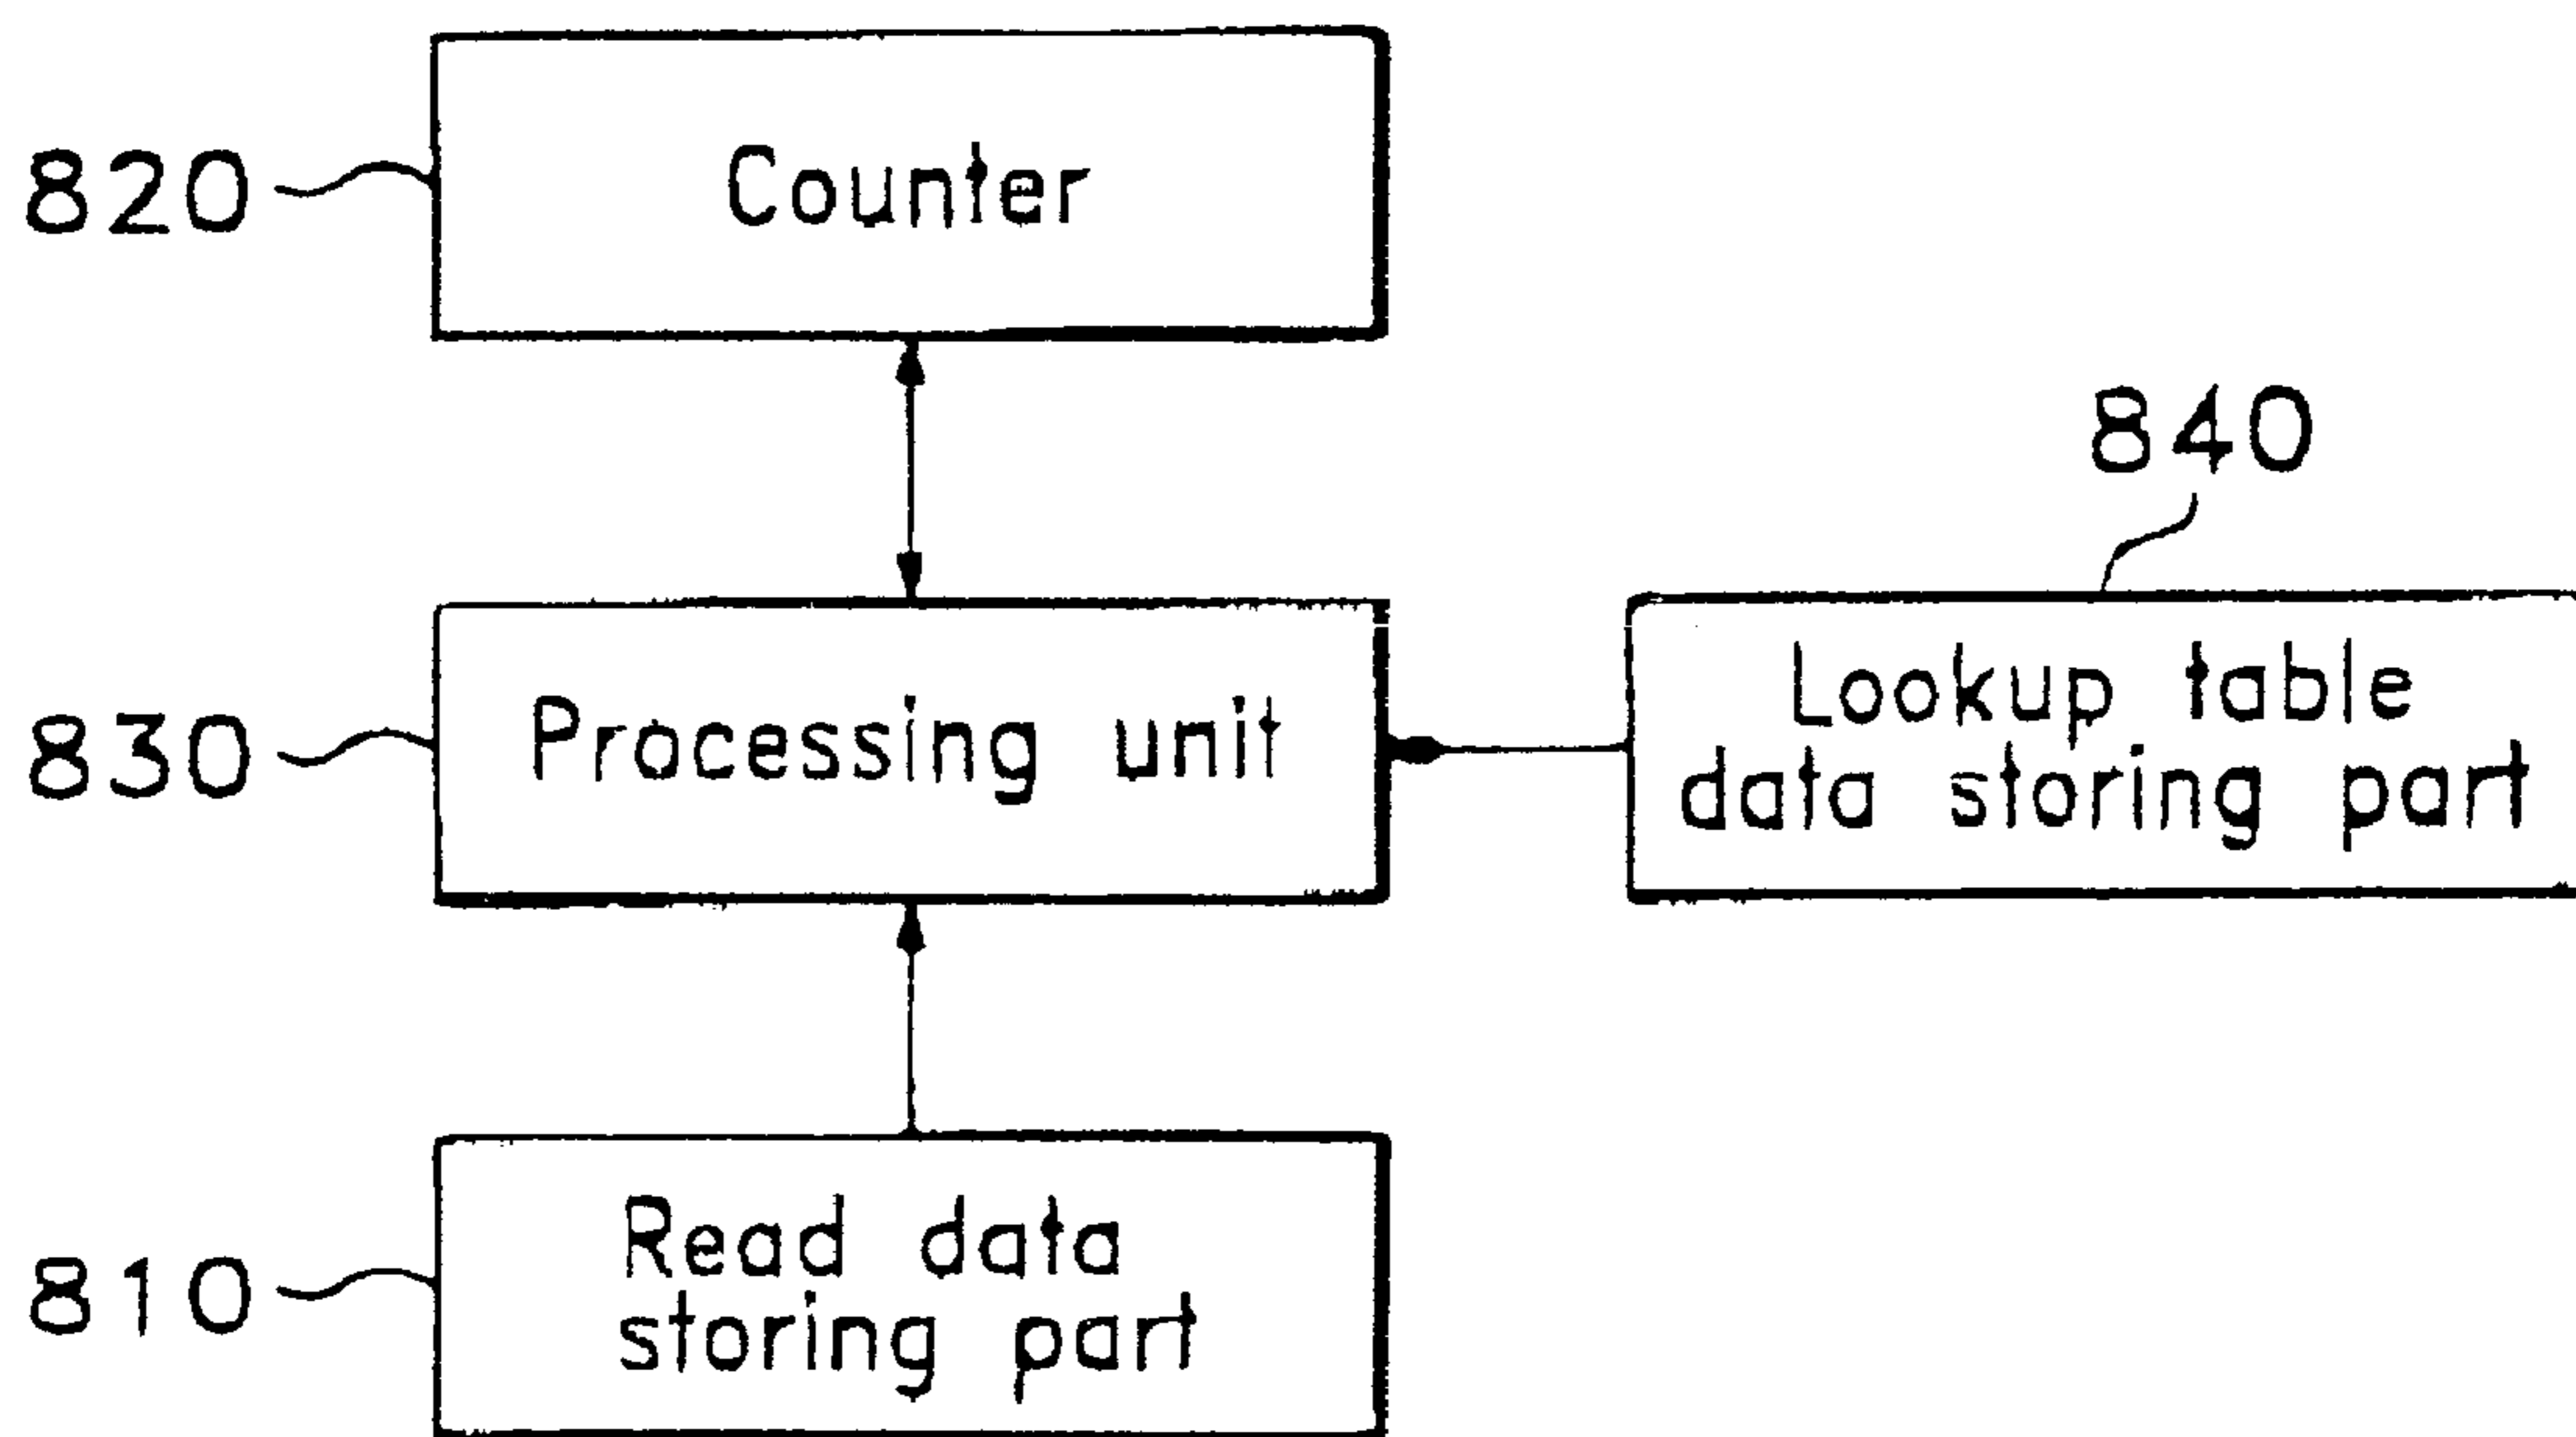 820
Counter
840
830
Processing unit
Lookup table
data storing part
810
Read data
storing part